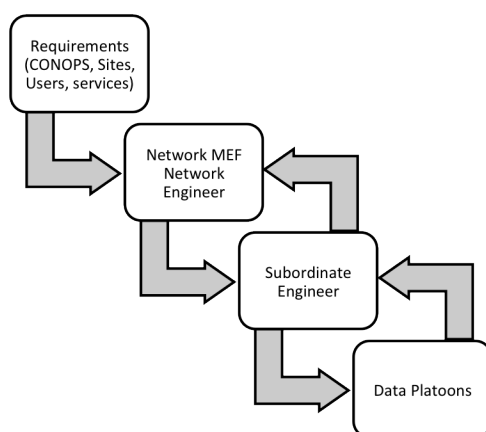 Requirements
(CONOPS, Sites,
Users, services)
Network MEF
Network
Engineer
Subordinate
Engineer
Data Platoons